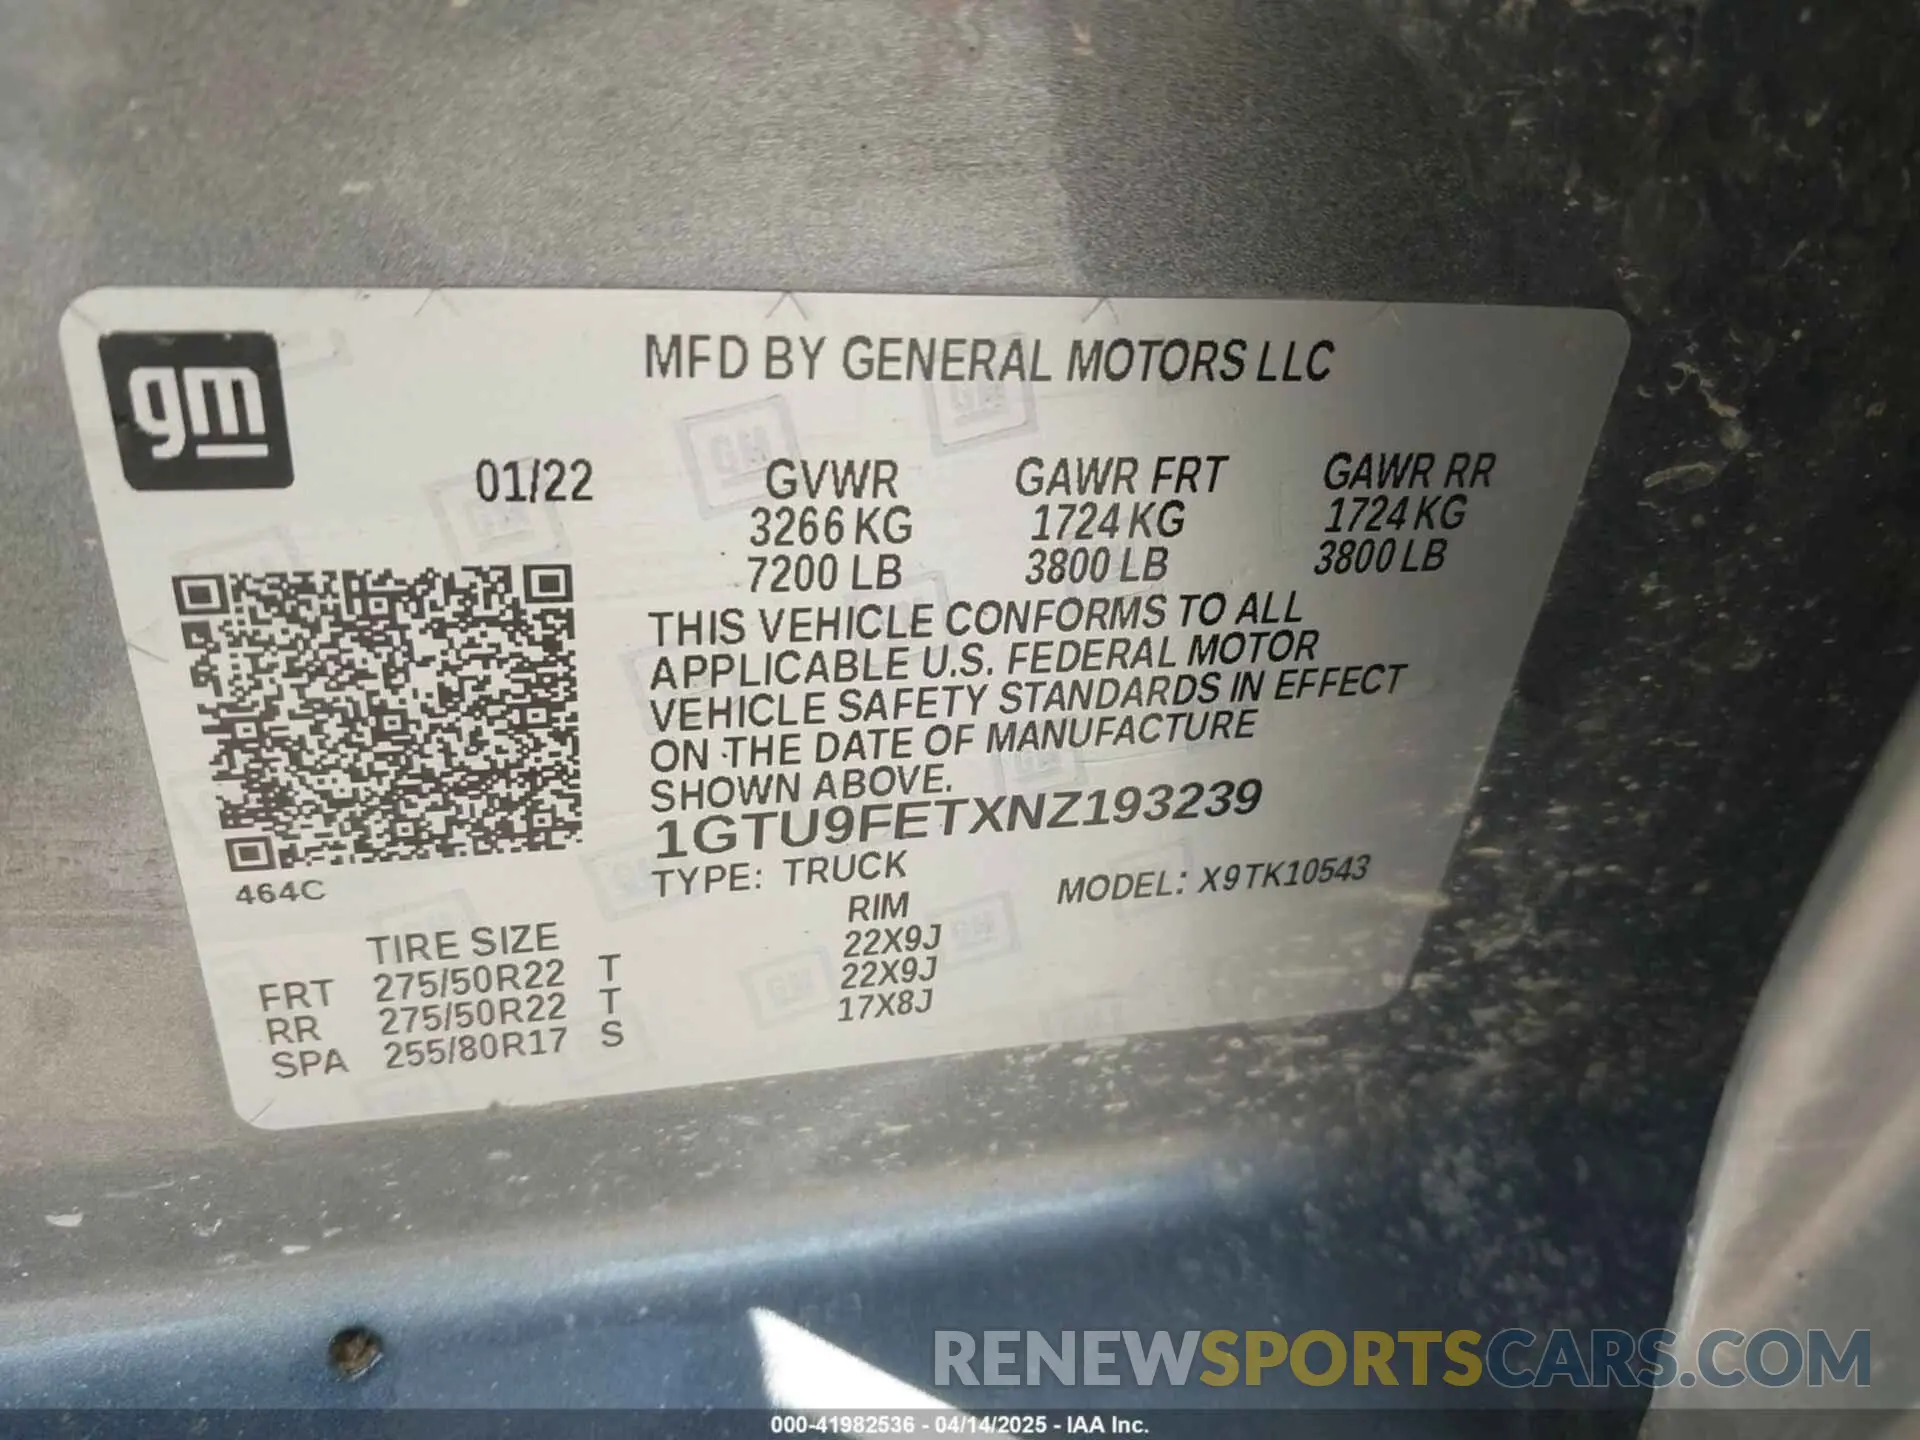 gm
MFD BY GENERAL MOTORS LLC
01/22 GVWR GAWR FRT GAWR RR
3266 KG 1724 KG 1724 KG
7200 LB 3800 LB 3800 LB
THIS VEHICLE CONFORMS TO ALL
APPLICABLE U.S. FEDERAL MOTOR
VEHICLE SAFETY STANDARDS IN EFFECT
ON THE DATE OF MANUFACTURE
SHOWN ABOVE.
1GTU9FETXNZ193239
464C
TYPE: TRUCK MODEL: X9TK10543
TIRE SIZE RIM
FRT 275/50R22 T 22X9J
RR 275/50R22 T 22X9J
SPA 255/80R17 S 17X8J
RENEWSPORTSCARS.COM
000-41982536 - 04/14/2025 - IAA Inc.